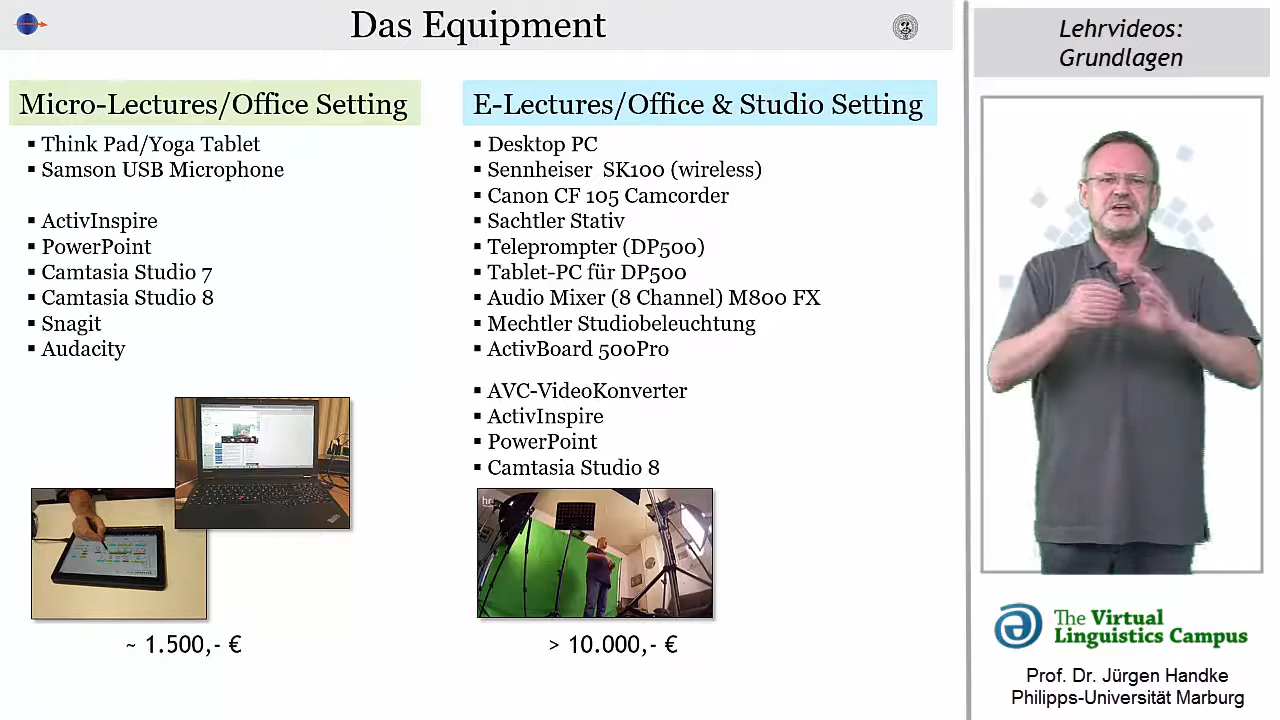 Das Equipment
Micro-Lectures/Office Setting
▪ Think Pad/Yoga Tablet
▪ Samson USB Microphone
▪ ActivInspire
▪ PowerPoint
▪ Camtasia Studio 7
▪ Camtasia Studio 8
▪ Snagit
▪ Audacity
~ 1.500,- €
E-Lectures/Office & Studio Setting
▪ Desktop PC
▪ Sennheiser SK100 (wireless)
▪ Canon CF 105 Camcorder
▪ Sachtler Stativ
▪ Teleprompter (DP500)
▪ Tablet-PC für DP500
▪ Audio Mixer (8 Channel) M800 FX
▪ Mechtler Studiobeleuchtung
▪ ActivBoard 500Pro
▪ AVC-VideoKonverter
▪ ActivInspire
▪ PowerPoint
▪ Camtasia Studio 8
hr
> 10.000,- €
Lehrvideos:
Grundlagen
The Virtual
Linguistics Campus
Prof. Dr. Jürgen Handke
Philipps-Universität Marburg